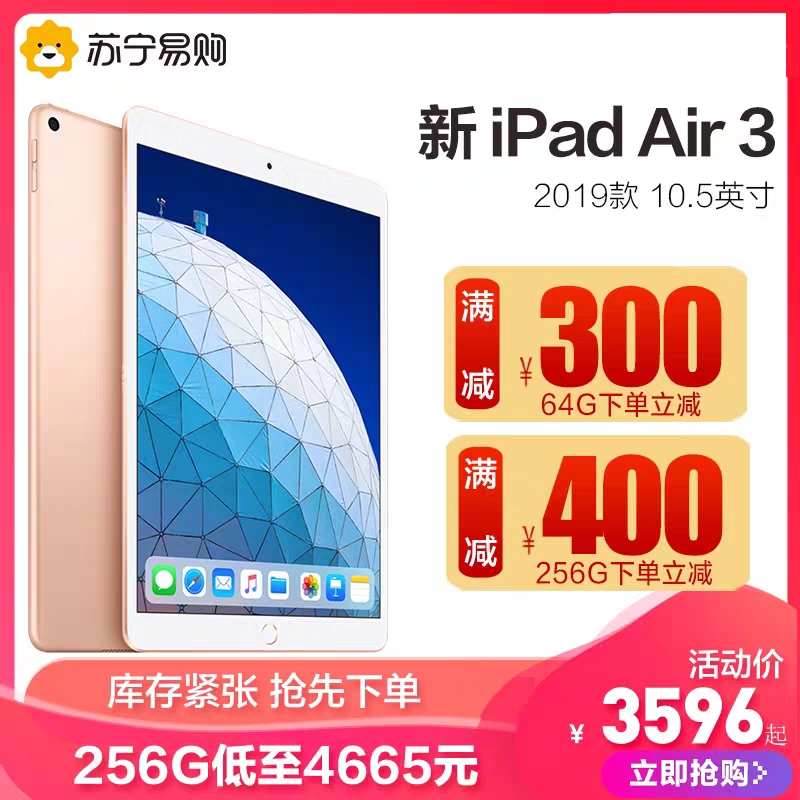 苏宁易购
新 iPad Air 3
2019款 10.5英寸
满减
¥300
64G下单立减
满减
¥400
256G下单立减
库存紧张 抢先下单
256G低至4665元
活动价
¥ 3596起
立即抢购>